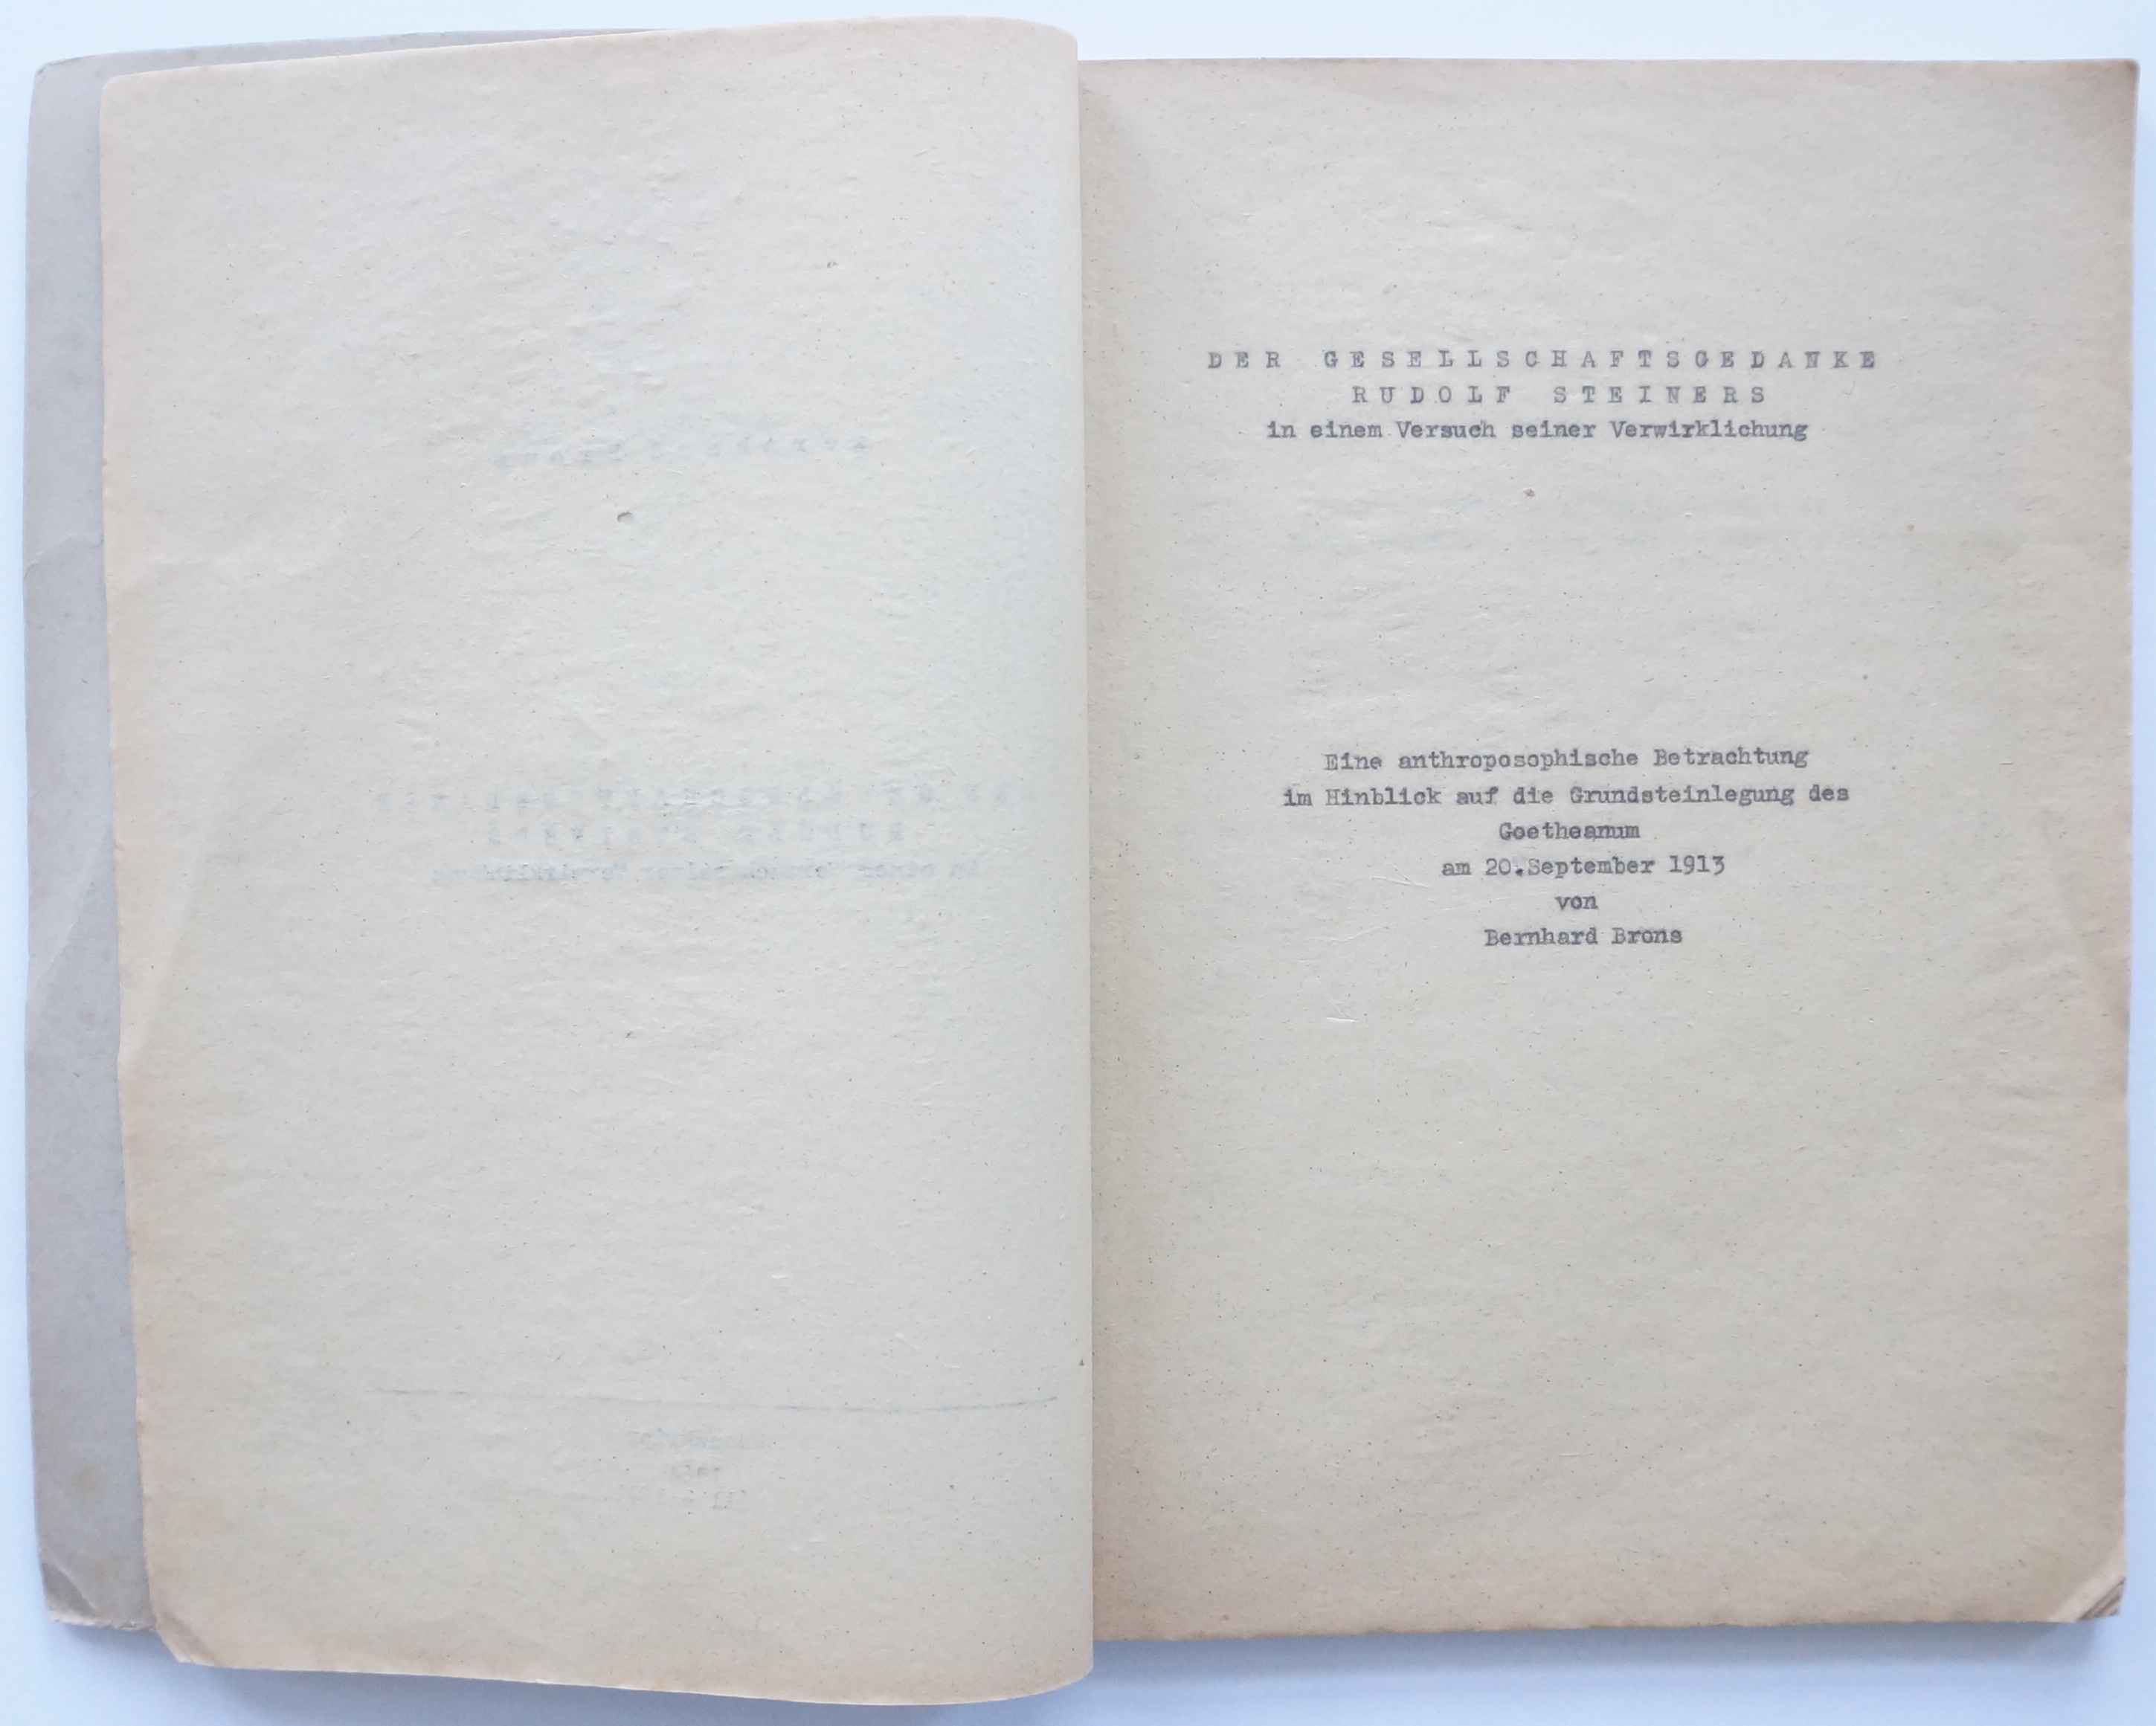 DER GESELLSCHAFTSGEDANKE
RUDOLF STEINERS
in einem Versuch seiner Verwirklichung
Eine anthroposophische Betrachtung
im Hinblick auf die Grundsteinlegung des
Goetheanum
am 20.September 1913
von
Bernhard Brons